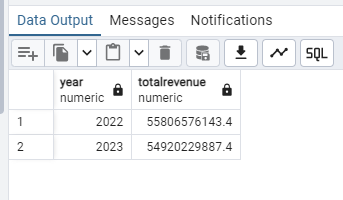 Data Output Messages Notifications
SQL
year totalrevenue
numeric numeric
1 2022 55806576143.4
2 2023 54920229887.4